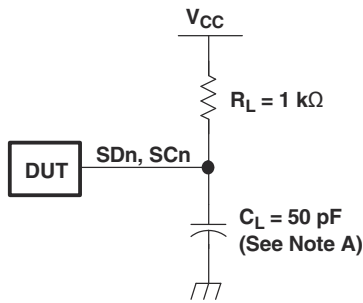 VCC
RL = 1 kΩ
SDn, SCn
DUT
CL = 50 pF
(See Note A)